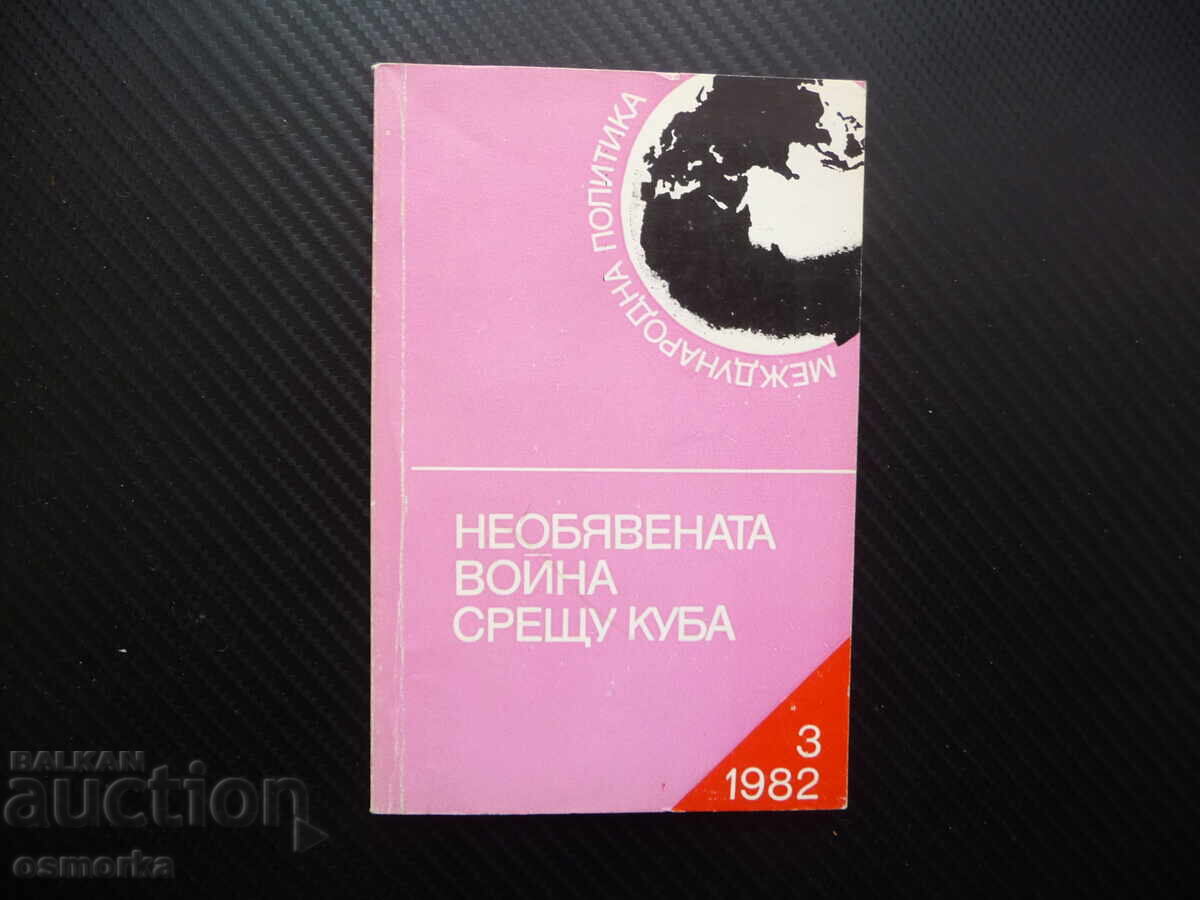 МЕЖДУНАРОДНА ПОЛИТИКА
НЕОБЯВЕНАТА
ВОЙНА
СРЕЩУ КУБА
3
1982
BALKAN
auction
osmorka